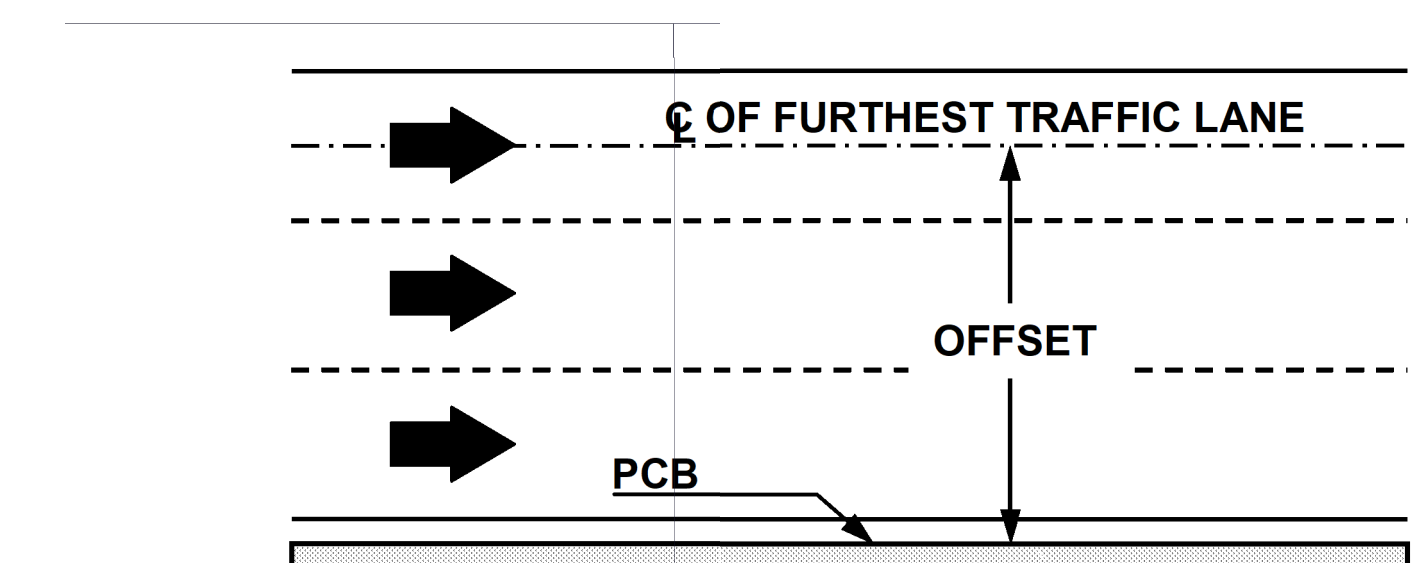 ℄ OF FURTHEST TRAFFIC LANE
OFFSET
PCB